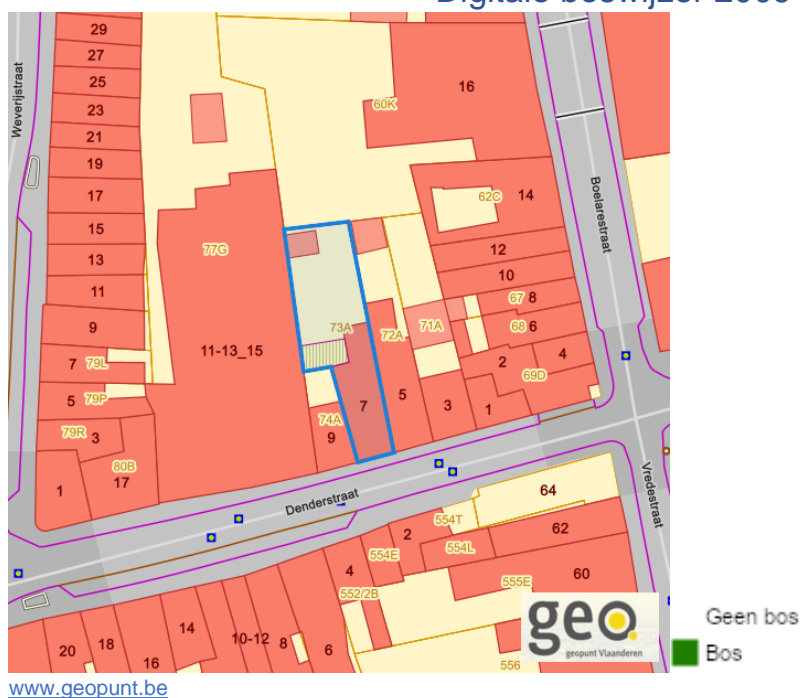 29
27
25
23
21
19
17
15
13
11
9
7 79L
5 79P
79R 3
80B
1 17
Weverijstraat
77G
11-13_15
60K
16
62C 14
12
10
67 8
68 6
2 4
69D
1
3
71A
72A
5
73A
7
74A
9
Boelarestraat
Denderstraat
Vredestraat
64
62
60
554T
554L
2
554E
4
552/2B
555E
556
20 18 16 14 10-12 8 6
geo.
geopunt Vlaanderen
Geen bos
Bos
www.geopunt.be